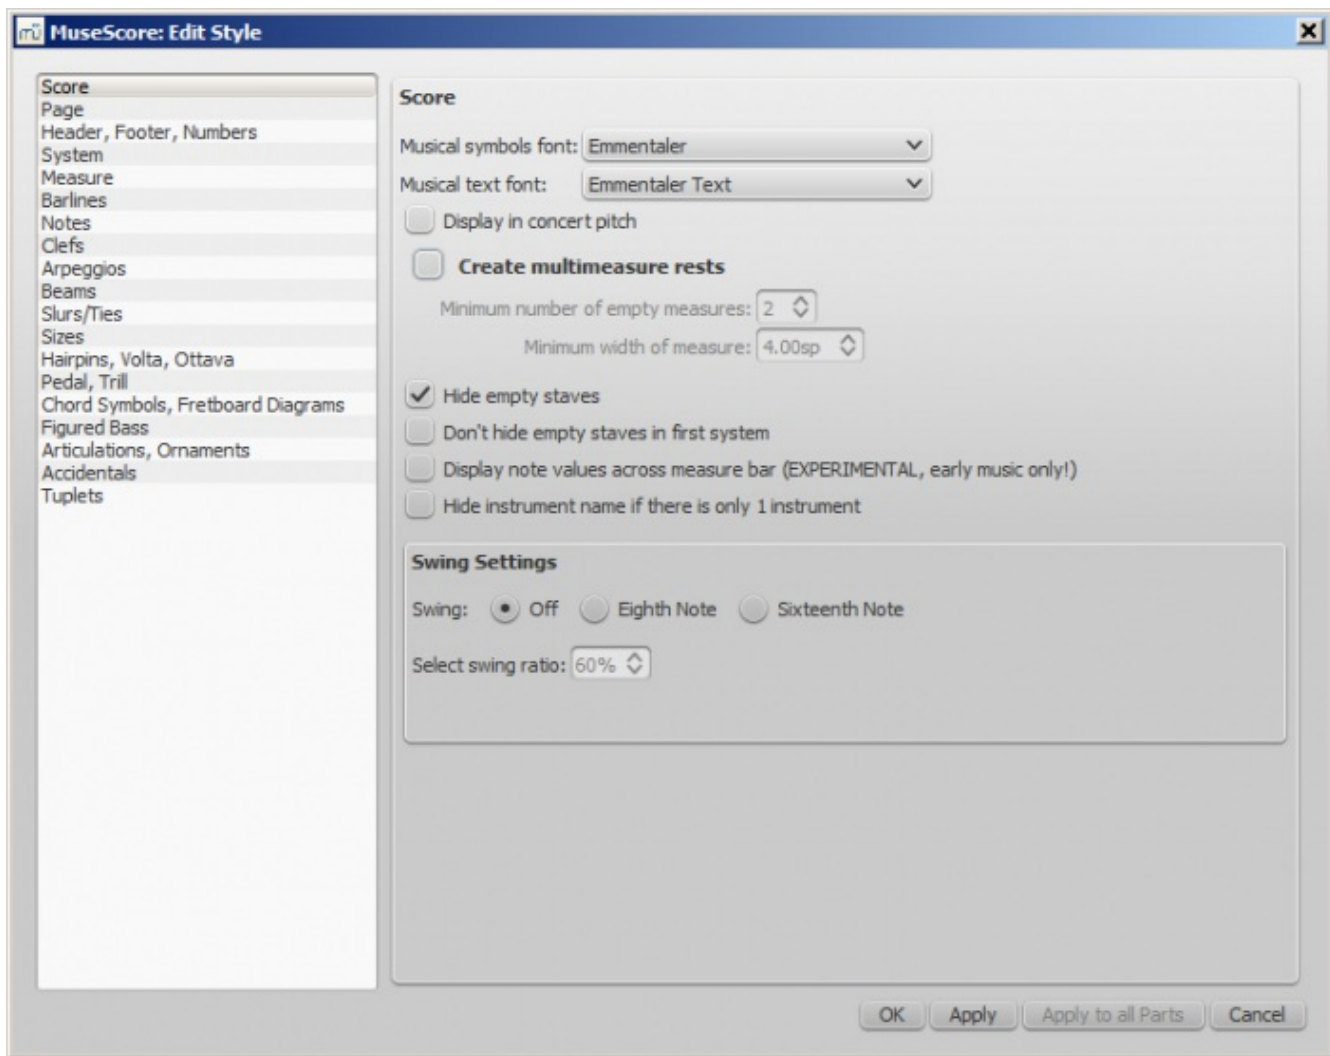 MuseScore: Edit Style
Score
Page
Header, Footer, Numbers
System
Measure
Barlines
Notes
Clefs
Arpeggios
Beams
Slurs/Ties
Sizes
Hairpins, Volta, Ottava
Pedal, Trill
Chord Symbols, Fretboard Diagrams
Figured Bass
Articulations, Ornaments
Accidentals
Tuplets
Score
Musical symbols font: Emmentaler
Musical text font: Emmentaler Text
Display in concert pitch
Create multimeasure rests
Minimum number of empty measures: 2
Minimum width of measure: 4.00sp
Hide empty staves
Don't hide empty staves in first system
Display note values across measure bar (EXPERIMENTAL, early music only!)
Hide instrument name if there is only 1 instrument
Swing Settings
Swing: Off Eighth Note Sixteenth Note
Select swing ratio: 60%
OK Apply Apply to all Parts Cancel